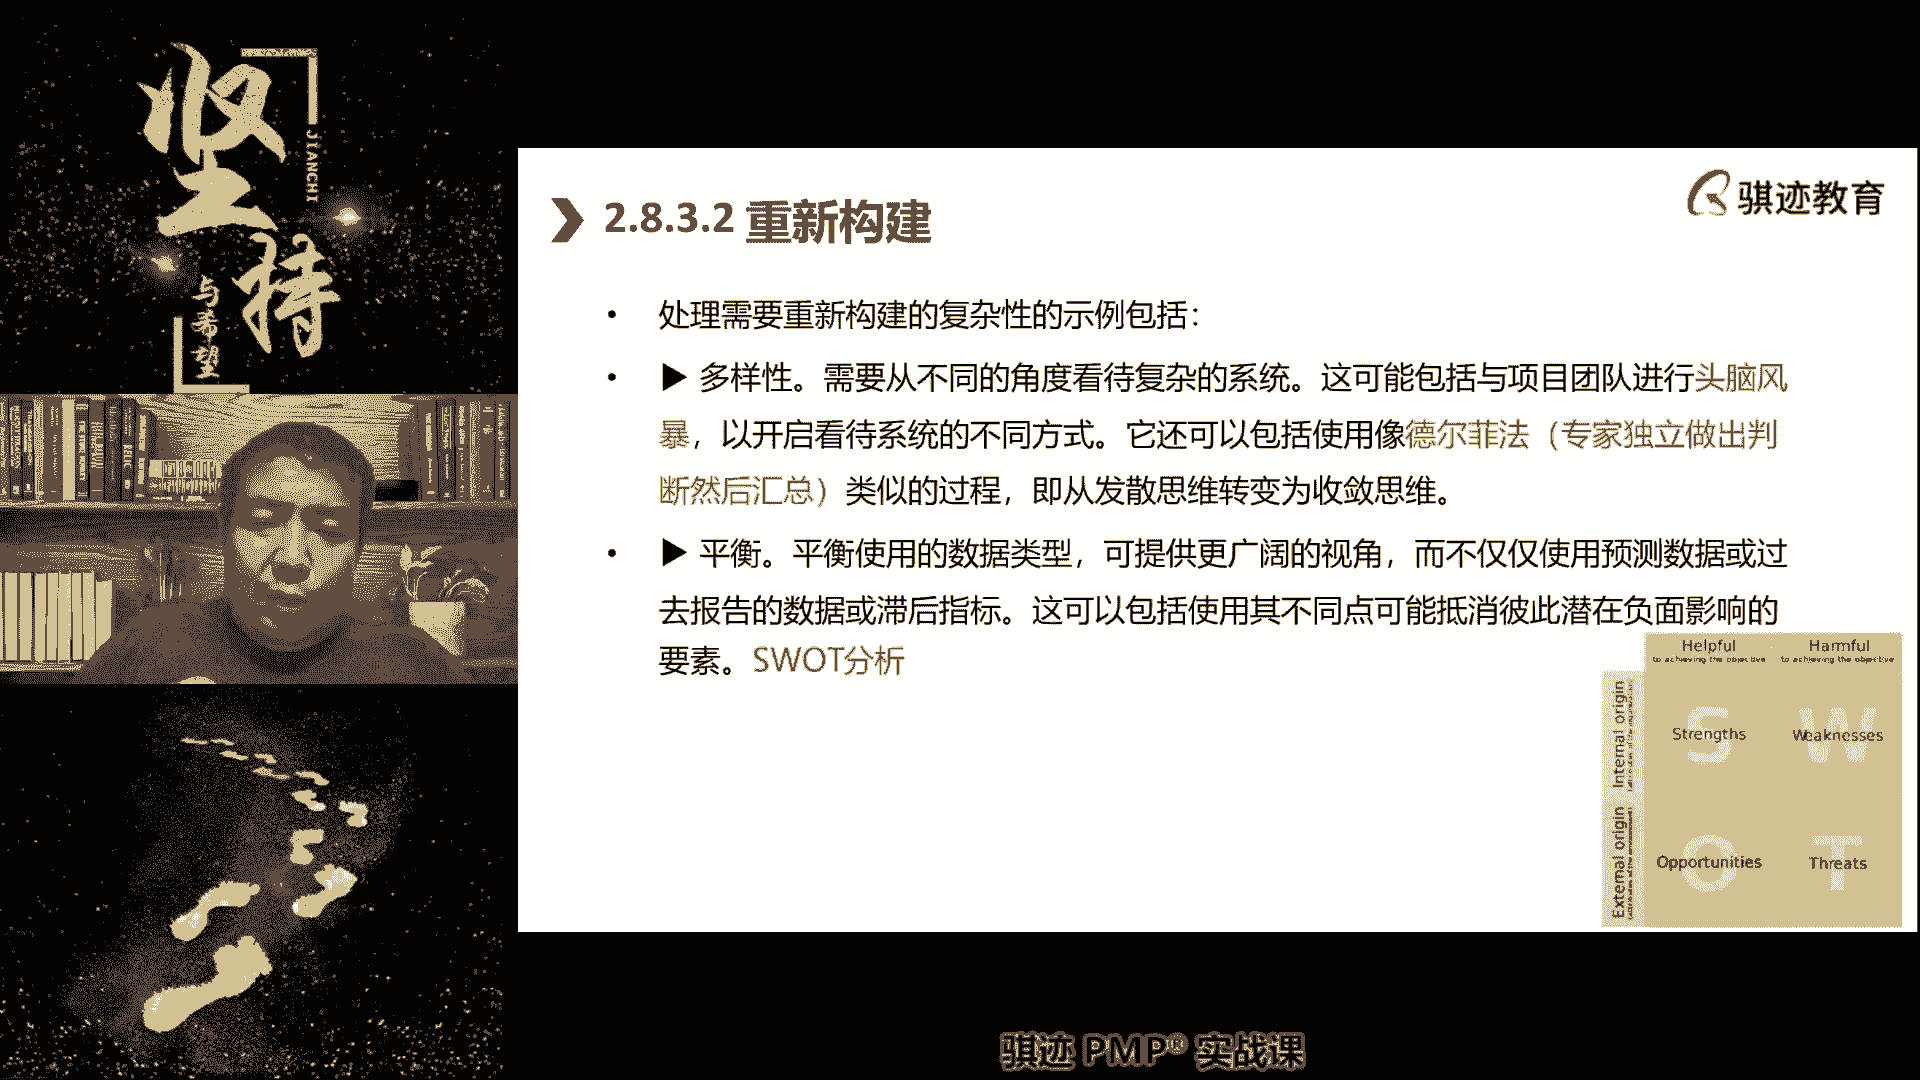 坚持
JIANCHI
与希望
骐迹教育
2.8.3.2 重新构建
• 处理需要重新构建的复杂性的示例包括：
• ▶ 多样性。需要从不同的角度看待复杂的系统。这可能包括与项目团队进行头脑风
暴，以开启看待系统的不同方式。它还可以包括使用像德尔菲法（专家独立做出判
断然后汇总）类似的过程，即从发散思维转变为收敛思维。
• ▶ 平衡。平衡使用的数据类型，可提供更广阔的视角，而不仅仅使用预测数据或过
去报告的数据或滞后指标。这可以包括使用其不同点可能抵消彼此潜在负面影响的
要素。SWOT分析
Helpful
to achieving the objective
Harmful
to achieving the objective
Internal origin
S
Strengths
W
Weaknesses
External origin
O
Opportunities
T
Threats
骐迹 PMP® 实战课